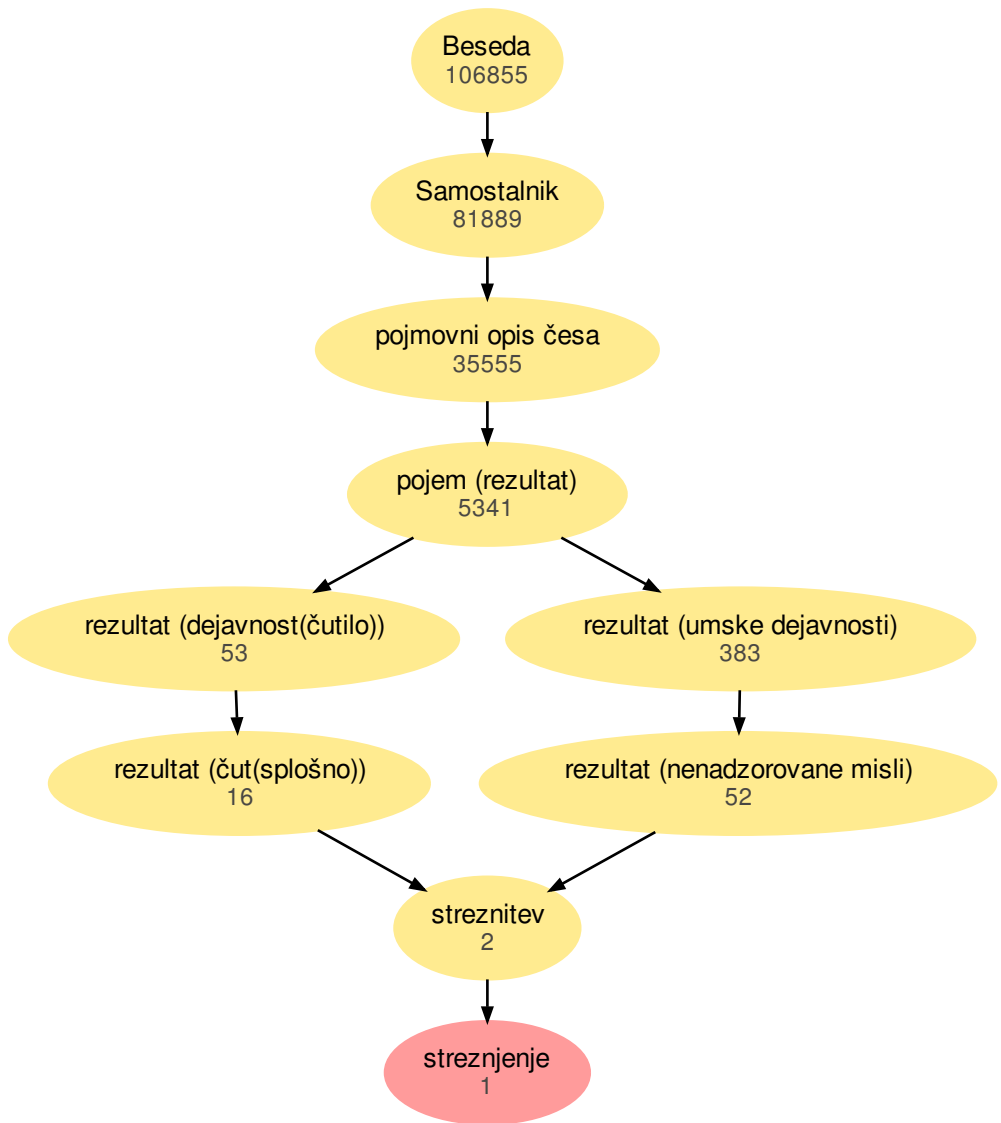 Beseda
106855
Samostalnik
81889
pojmovni opis česa
35555
pojem (rezultat)
5341
rezultat (dejavnost(čutilo))
53
rezultat (umske dejavnosti)
383
rezultat (čut(splošno))
16
rezultat (nenadzorovane misli)
52
streznitev
2
streznjenje
1